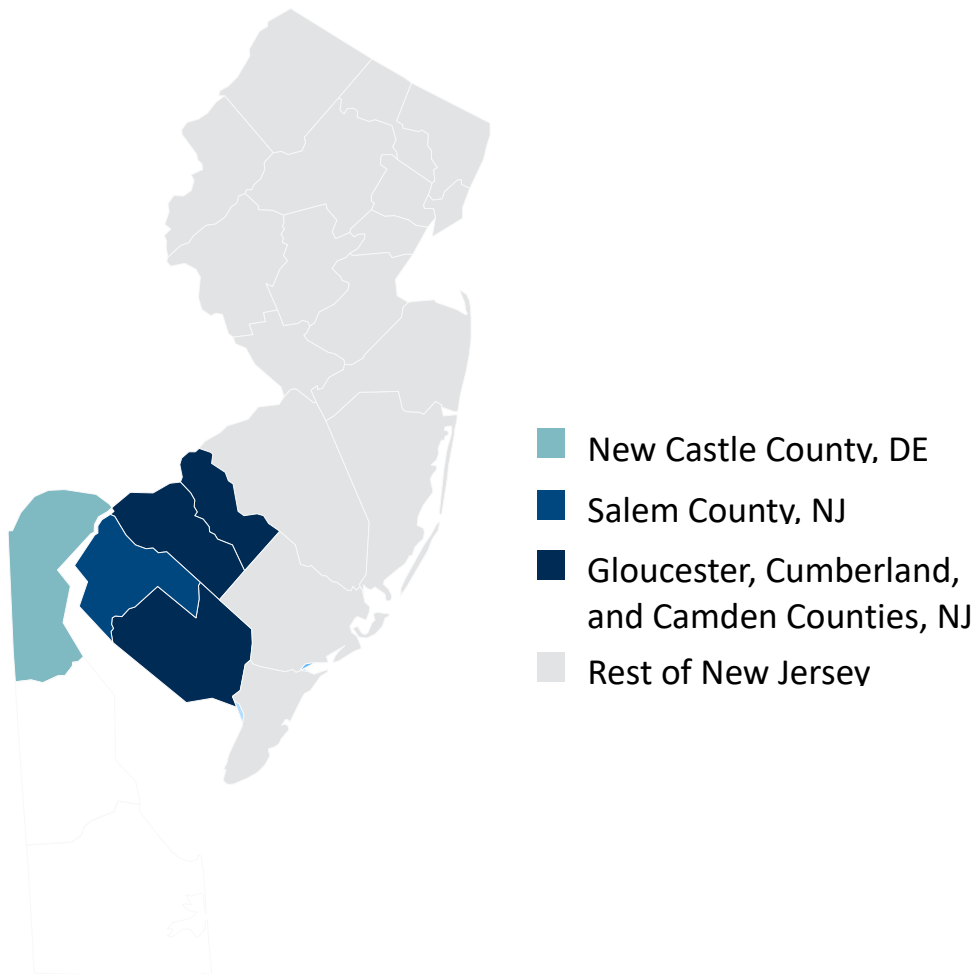 New Castle County, DE
Salem County, NJ
Gloucester, Cumberland,
and Camden Counties, NJ
Rest of New Jersey